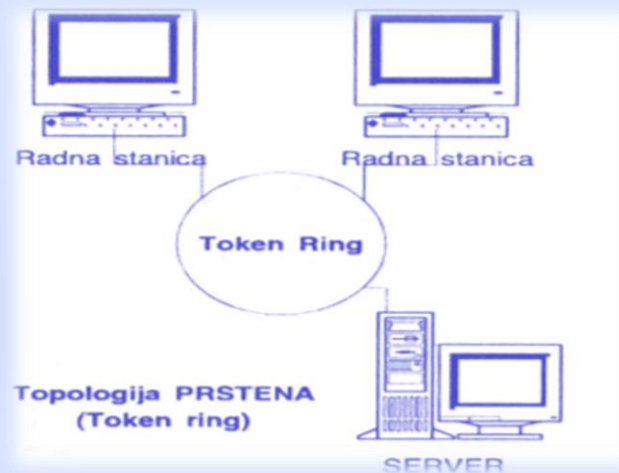 Radna stanica
Radna stanica
Token Ring
Topologija PRSTENA
(Token ring)
SERVER